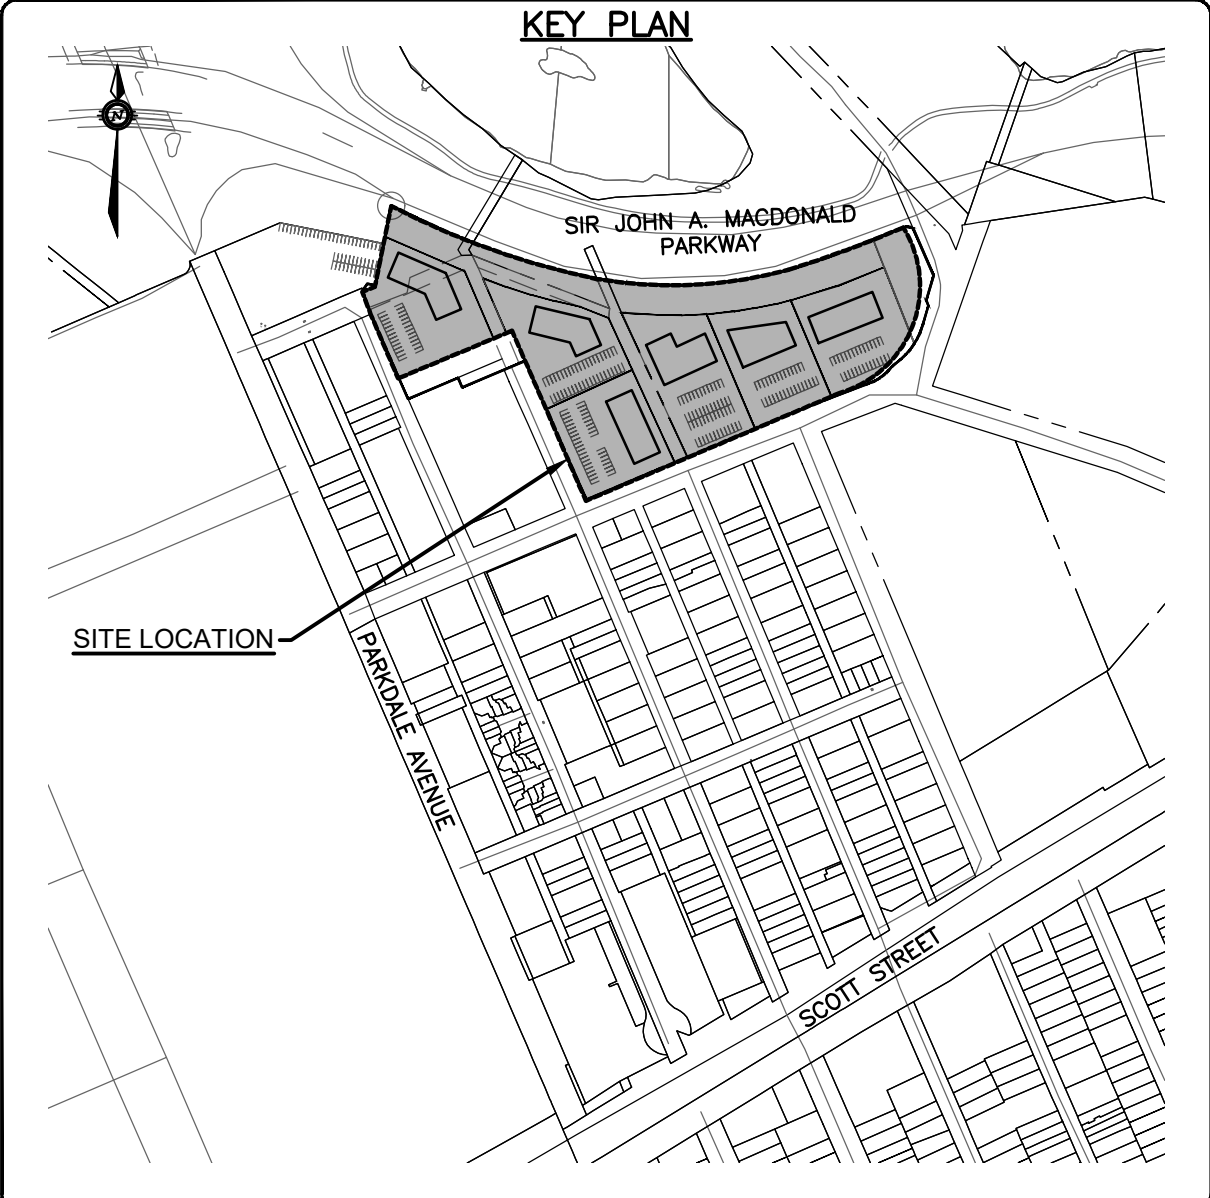 KEY PLAN
N
SIR JOHN A. MACDONALD
PARKWAY
SITE LOCATION
PARKDALE AVENUE
SCOTT STREET